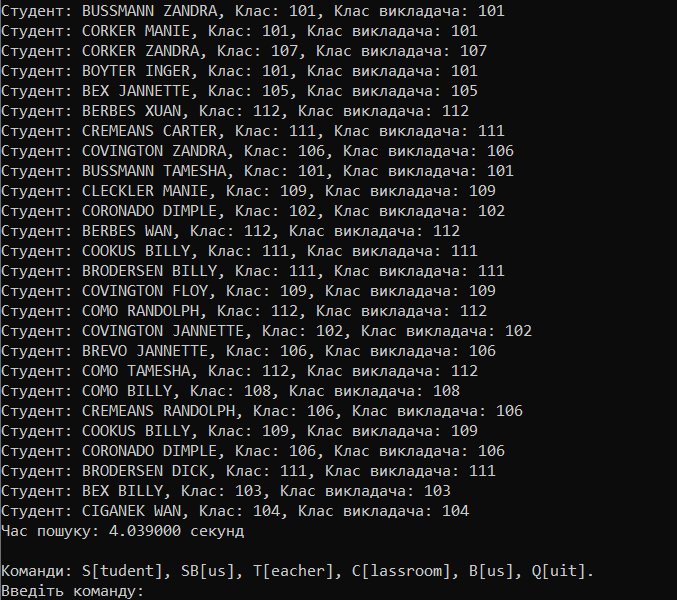 Студент: BUSSMANN ZANDRA, Клас: 101, Клас викладача: 101
Студент: CORKER MANIE, Клас: 101, Клас викладача: 101
Студент: CORKER ZANDRA, Клас: 107, Клас викладача: 107
Студент: BOYTER INGER, Клас: 101, Клас викладача: 101
Студент: BEX JANNETTE, Клас: 105, Клас викладача: 105
Студент: BERBES XUAN, Клас: 112, Клас викладача: 112
Студент: CREMEANS CARTER, Клас: 111, Клас викладача: 111
Студент: COVINGTON ZANDRA, Клас: 106, Клас викладача: 106
Студент: BUSSMANN TAMESHA, Клас: 101, Клас викладача: 101
Студент: CLECKLER MANIE, Клас: 109, Клас викладача: 109
Студент: CORONADO DIMPLE, Клас: 102, Клас викладача: 102
Студент: BERBES WAN, Клас: 112, Клас викладача: 112
Студент: COOKUS BILLY, Клас: 111, Клас викладача: 111
Студент: BRODERSEN BILLY, Клас: 111, Клас викладача: 111
Студент: COVINGTON FLOY, Клас: 109, Клас викладача: 109
Студент: COMO RANDOLPH, Клас: 112, Клас викладача: 112
Студент: COVINGTON JANNETTE, Клас: 102, Клас викладача: 102
Студент: BREVO JANNETTE, Клас: 106, Клас викладача: 106
Студент: COMO TAMESHA, Клас: 112, Клас викладача: 112
Студент: COMO BILLY, Клас: 108, Клас викладача: 108
Студент: CREMEANS RANDOLPH, Клас: 106, Клас викладача: 106
Студент: COOKUS BILLY, Клас: 109, Клас викладача: 109
Студент: CORONADO DIMPLE, Клас: 106, Клас викладача: 106
Студент: BRODERSEN DICK, Клас: 111, Клас викладача: 111
Студент: BEX BILLY, Клас: 103, Клас викладача: 103
Студент: CIGANEK WAN, Клас: 104, Клас викладача: 104
Час пошуку: 4.039000 секунд
Команди: S[tudent], SB[us], T[eacher], C[lassroom], B[us], Q[uit].
Введіть команду: